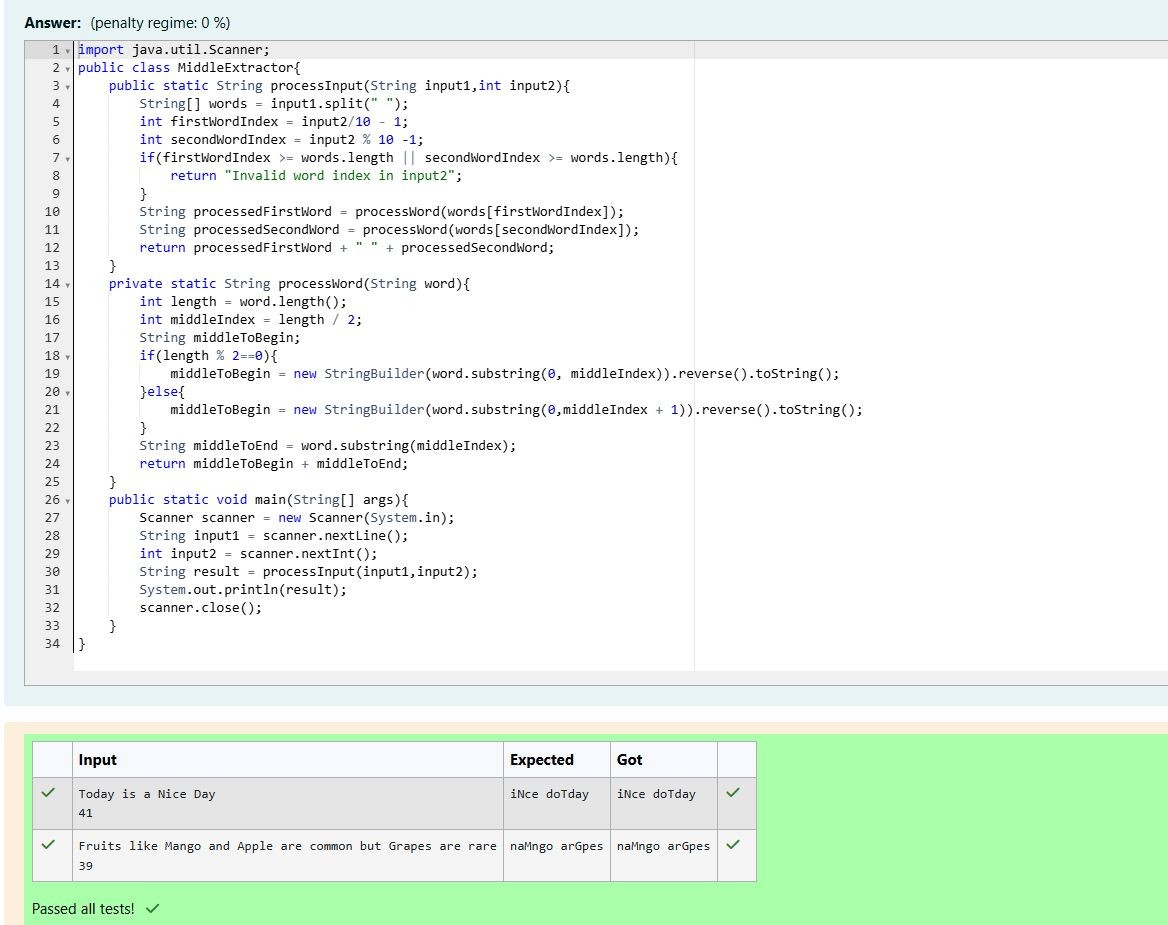 Answer: (penalty regime: 0 %)
1 import java.util.Scanner;
2 public class MiddleExtractor{
3     public static String processInput(String input1,int input2){
4         String[] words = input1.split(" ");
5         int firstWordIndex = input2/10 - 1;
6         int secondWordIndex = input2 % 10 -1;
7         if(firstWordIndex >= words.length || secondWordIndex >= words.length){
8             return "Invalid word index in input2";
9         }
10         String processedFirstWord = processWord(words[firstWordIndex]);
11         String processedSecondWord = processWord(words[secondWordIndex]);
12         return processedFirstWord + " " + processedSecondWord;
13     }
14     private static String processWord(String word){
15         int length = word.length();
16         int middleIndex = length / 2;
17         String middleToBegin;
18         if(length % 2==0){
19             middleToBegin = new StringBuilder(word.substring(0, middleIndex)).reverse().toString();
20         }else{
21             middleToBegin = new StringBuilder(word.substring(0,middleIndex + 1)).reverse().toString();
22         }
23         String middleToEnd = word.substring(middleIndex);
24         return middleToBegin + middleToEnd;
25     }
26     public static void main(String[] args){
27         Scanner scanner = new Scanner(System.in);
28         String input1 = scanner.nextLine();
29         int input2 = scanner.nextInt();
30         String result = processInput(input1,input2);
31         System.out.println(result);
32         scanner.close();
33     }
34 }
Input Expected Got
Today is a Nice Day iNce doTday iNce doTday
41
Fruits like Mango and Apple are common but Grapes are rare naMngo arGpes naMngo arGpes
39
Passed all tests!